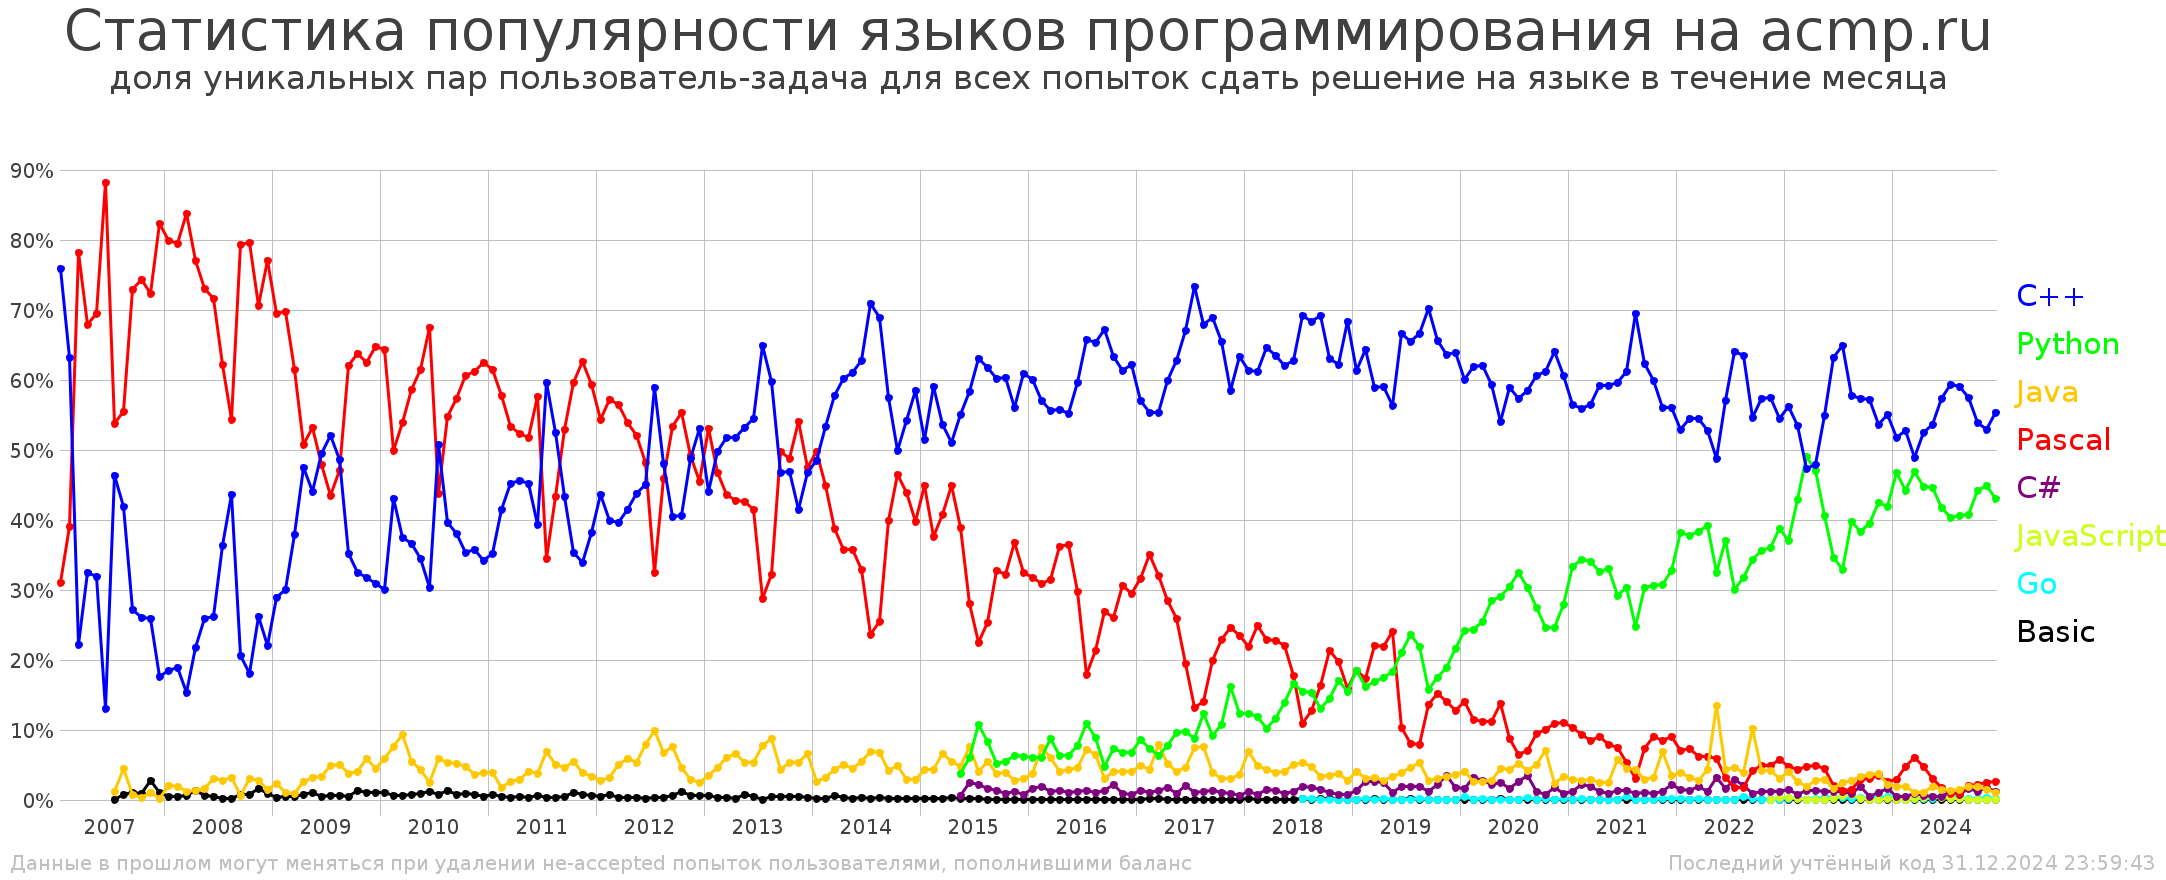 Статистика популярности языков программирования на acmp.ru
доля уникальных пар пользователь-задача для всех попыток сдать решение на языке в течение месяца
90%
80%
70%
60%
50%
40%
30%
20%
10%
0%
C++
Python
Java
Pascal
C#
JavaScript
Go
Basic
2007 2008 2009 2010 2011 2012 2013 2014 2015 2016 2017 2018 2019 2020 2021 2022 2023 2024
Данные в прошлом могут меняться при удалении не-accepted попыток пользователями, пополнившими баланс
Последний учтённый код 31.12.2024 23:59:43